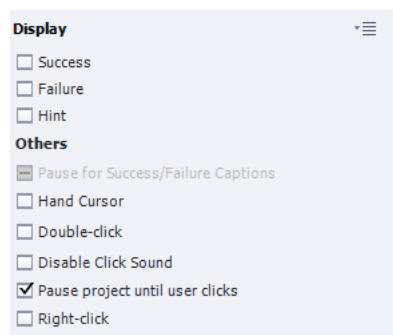 Display
Success
Failure
Hint
Others
Pause for Success/Failure Captions
Hand Cursor
Double-click
Disable Click Sound
Pause project until user clicks
Right-click